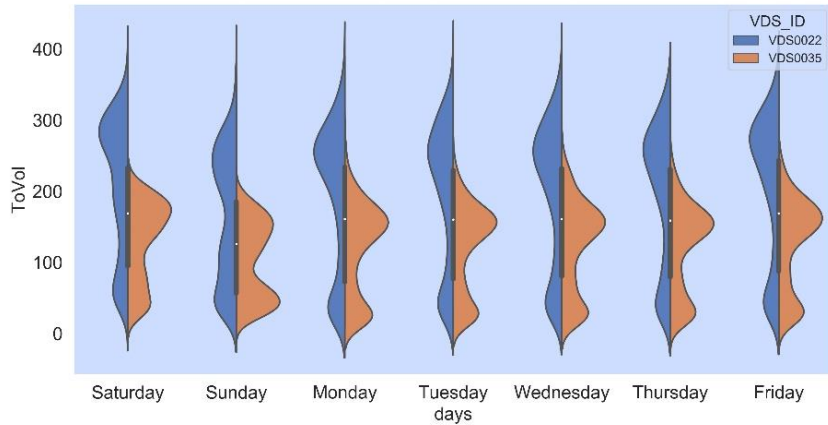 VDS_ID
VDS0022
VDS0035
400
300
200
100
0
ToVol
Saturday Sunday Monday Tuesday Wednesday Thursday Friday
days